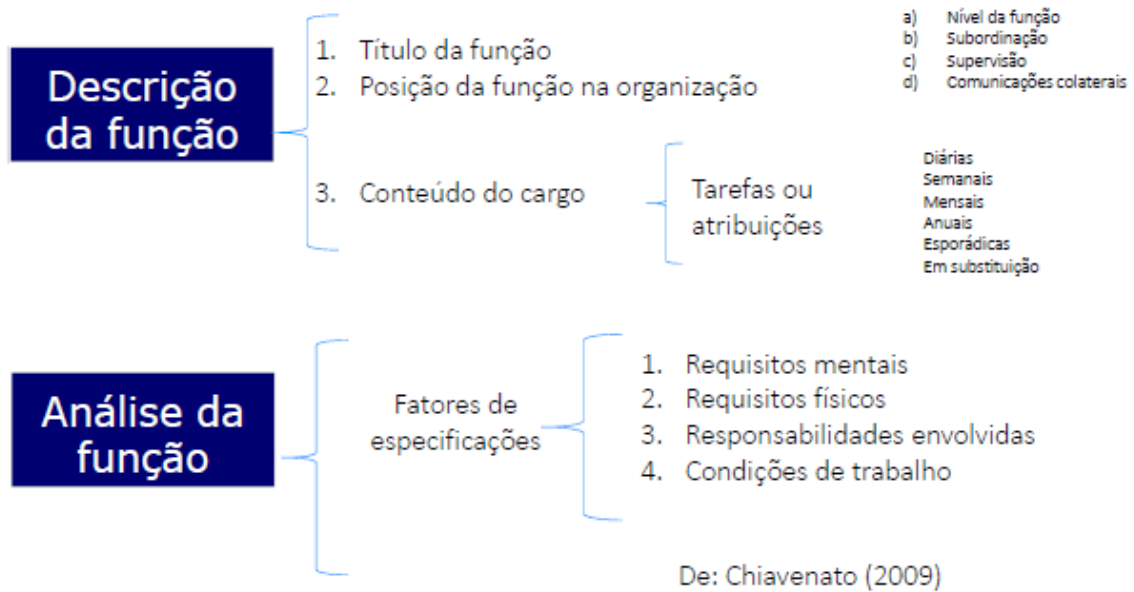 Descrição
da função
1. Título da função
2. Posição da função na organização
a) Nível da função
b) Subordinação
c) Supervisão
d) Comunicações colaterais
3. Conteúdo do cargo
Tarefas ou
atribuições
Diárias
Semanais
Mensais
Anuais
Esporádicas
Em substituição
Análise da
função
Fatores de
especificações
1. Requisitos mentais
2. Requisitos físicos
3. Responsabilidades envolvidas
4. Condições de trabalho
De: Chiavenato (2009)